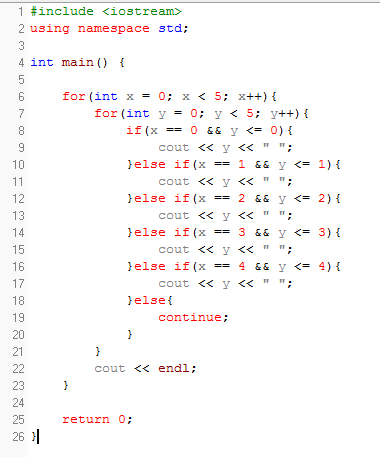 1 #include <iostream>
2 using namespace std;
3
4 int main() {
5
6     for(int x = 0; x < 5; x++){
7         for(int y = 0; y < 5; y++){
8             if(x == 0 && y <= 0){
9                 cout << y << " ";
10             }else if(x == 1 && y <= 1){
11                 cout << y << " ";
12             }else if(x == 2 && y <= 2){
13                 cout << y << " ";
14             }else if(x == 3 && y <= 3){
15                 cout << y << " ";
16             }else if(x == 4 && y <= 4){
17                 cout << y << " ";
18             }else{
19                 continue;
20             }
21         }
22         cout << endl;
23     }
24
25     return 0;
26 }